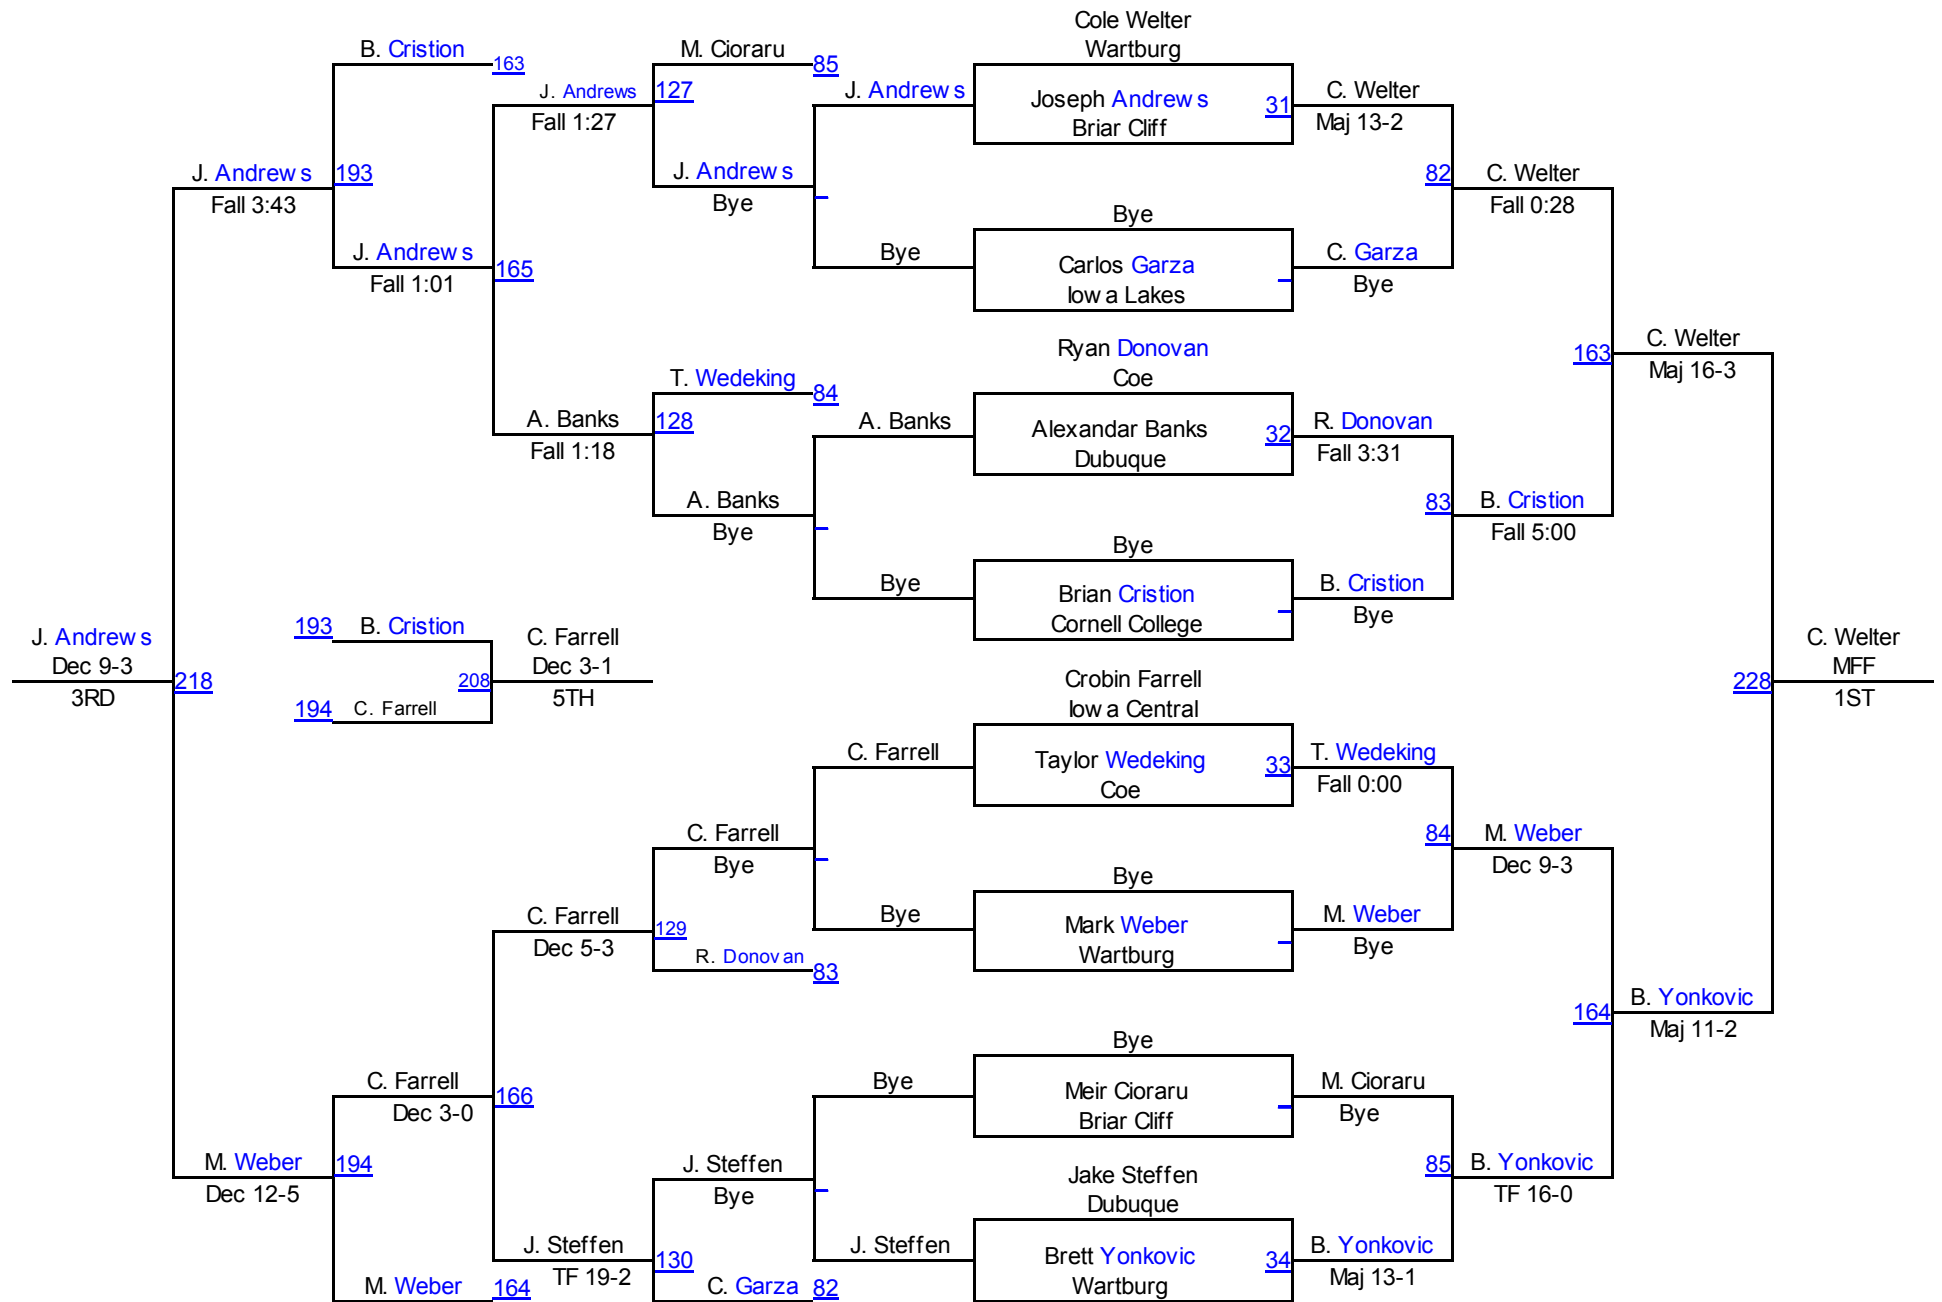 Cole Welter
B. Cristion
M. Cioraru
Wartburg
163
85
J. Andrews
127
J. Andrews
Joseph Andrews
31
C. Welter
Fall 1:27
Briar Cliff
Maj 13-2
J. Andrews
193
J. Andrews
82
C. Welter
Fall 3:43
Bye
Bye
Fall 0:28
J. Andrews
165
Bye
Carlos Garza
C. Garza
Fall 1:01
Iowa Lakes
Bye
Ryan Donovan
163
C. Welter
T. Wedeking
84
Coe
Maj 16-3
A. Banks
128
A. Banks
Alexandar Banks
32
R. Donovan
Fall 1:18
Dubuque
Fall 3:31
A. Banks
83
B. Cristion
Bye
Bye
Fall 5:00
Bye
Brian Cristion
B. Cristion
193
B. Cristion
Cornell College
Bye
J. Andrews
C. Farrell
C. Welter
Dec 9-3
218
208
Dec 3-1
Crobin Farrell
228
MFF
3RD
194
C. Farrell
5TH
Iowa Central
1ST
C. Farrell
Taylor Wedeking
33
T. Wedeking
Coe
Fall 0:00
C. Farrell
84
M. Weber
Bye
Bye
Dec 9-3
C. Farrell
129
Bye
Mark Weber
M. Weber
Dec 5-3
R. Donovan
83
Wartburg
Bye
164
B. Yonkovic
Bye
Maj 11-2
C. Farrell
166
Bye
Meir Cioraru
M. Cioraru
Dec 3-0
Briar Cliff
Bye
M. Weber
194
J. Steffen
Jake Steffen
85
B. Yonkovic
Dec 12-5
Bye
Dubuque
TF 16-0
J. Steffen
130
J. Steffen
Brett Yonkovic
34
B. Yonkovic
TF 19-2
Wartburg
Maj 13-1
M. Weber
164
C. Garza
82